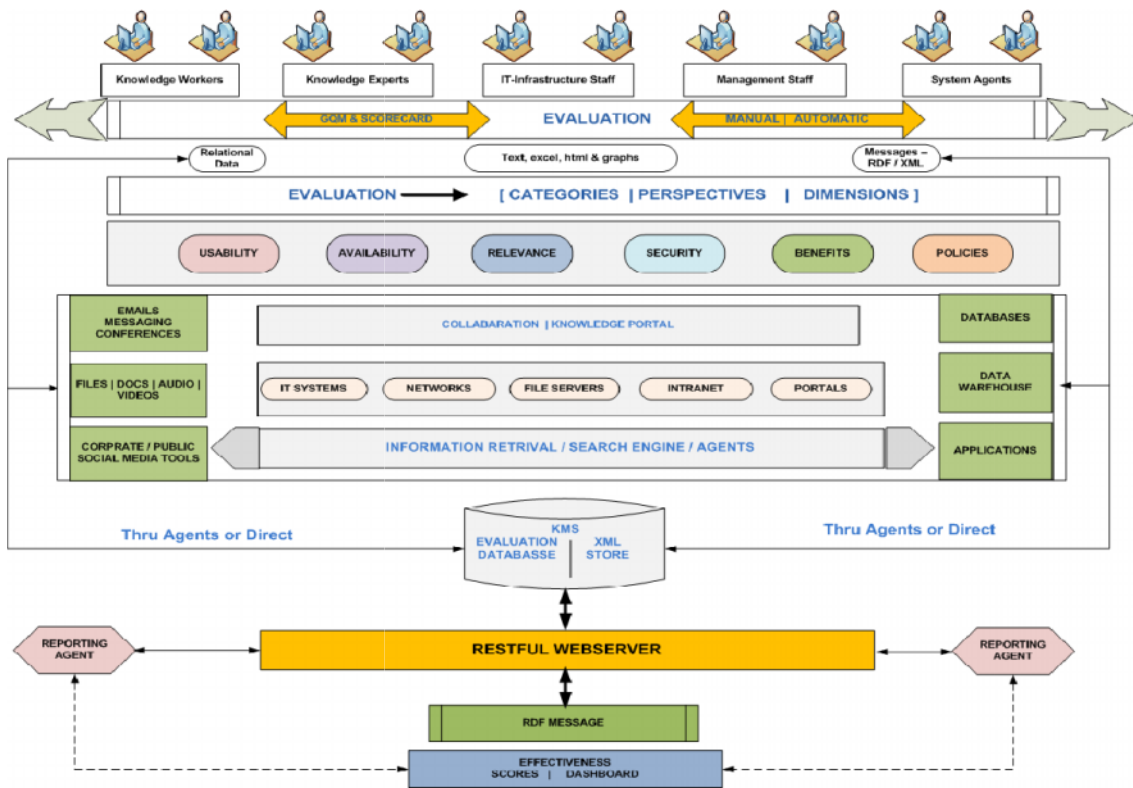 Knowledge Workers
Knowledge Experts
IT-Infrastructure Staff
Management Staff
System Agents
GQM & SCORECARD
EVALUATION
MANUAL | AUTOMATIC
Relational
Data
Text, excel, html & graphs
Messages –
RDF / XML
EVALUATION [ CATEGORIES | PERSPECTIVES | DIMENSIONS ]
USABILITY
AVAILABILITY
RELEVANCE
SECURITY
BENEFITS
POLICIES
EMAILS
MESSAGING
CONFERENCES
COLLABARATION | KNOWLEDGE PORTAL
DATABASES
FILES | DOCS | AUDIO |
VIDEOS
IT SYSTEMS
NETWORKS
FILE SERVERS
INTRANET
PORTALS
DATA
WAREHOUSE
CORPRATE / PUBLIC
SOCIAL MEDIA TOOLS
INFORMATION RETRIVAL / SEARCH ENGINE / AGENTS
APPLICATIONS
Thru Agents or Direct
KMS
EVALUATION
DATABASSE
|
XML
STORE
Thru Agents or Direct
REPORTING
AGENT
RESTFUL WEBSERVER
REPORTING
AGENT
RDF MESSAGE
EFFECTIVENESS
SCORES | DASHBOARD